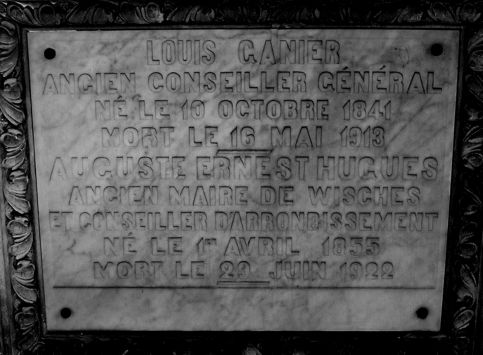 LOUIS GANIER
ANCIEN CONSEILLER GÉNÉRAL
NÉ LE 10 OCTOBRE 1841
MORT LE 16 MAI 1913
AUGUSTE ERNEST HUGUES
ANCIEN MAIRE DE WISCHES
ET CONSEILLER D'ARRONDISSEMENT
NÉ LE 1ER AVRIL 1855
MORT LE 29 JUIN 1922